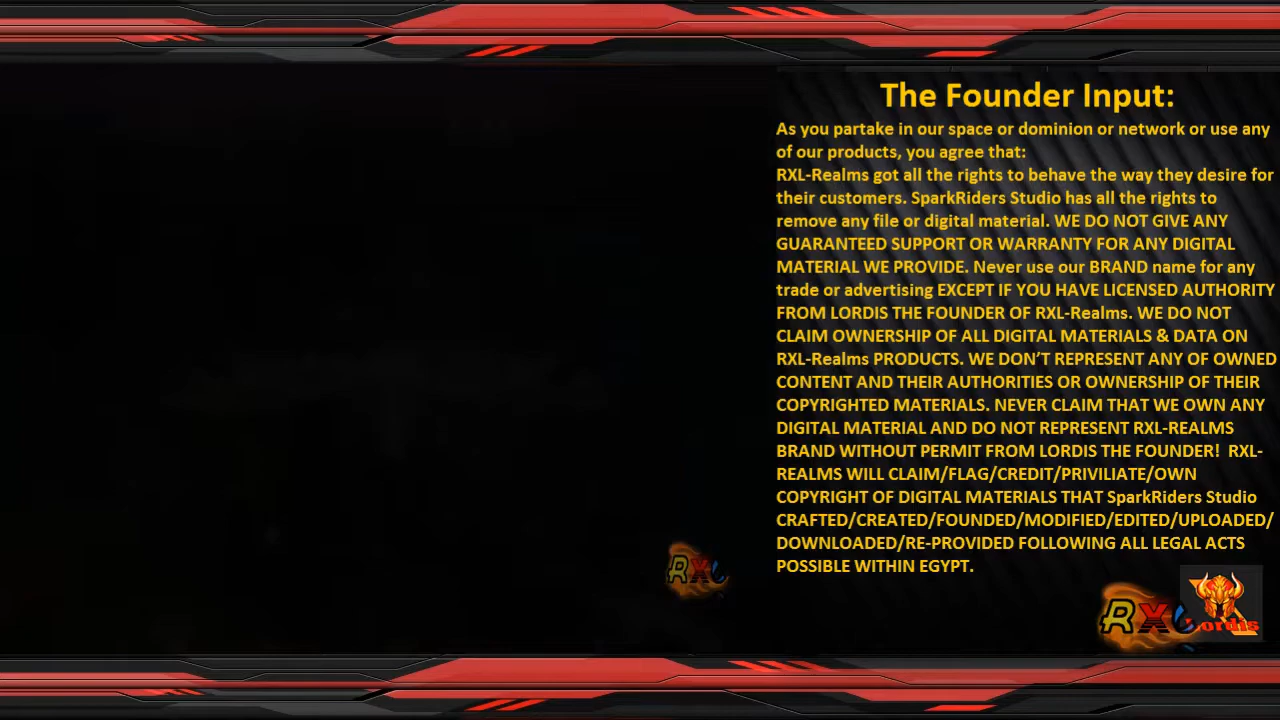 The Founder Input:
As you partake in our space or dominion or network or use any
of our products, you agree that:
RXL-Realms got all the rights to behave the way they desire for
their customers. SparkRiders Studio has all the rights to
remove any file or digital material. WE DO NOT GIVE ANY
GUARANTEED SUPPORT OR WARRANTY FOR ANY DIGITAL
MATERIAL WE PROVIDE. Never use our BRAND name for any
trade or advertising EXCEPT IF YOU HAVE LICENSED AUTHORITY
FROM LORDIS THE FOUNDER OF RXL-Realms. WE DO NOT
CLAIM OWNERSHIP OF ALL DIGITAL MATERIALS & DATA ON
RXL-Realms PRODUCTS. WE DON’T REPRESENT ANY OF OWNED
CONTENT AND THEIR AUTHORITIES OR OWNERSHIP OF THEIR
COPYRIGHTED MATERIALS. NEVER CLAIM THAT WE OWN ANY
DIGITAL MATERIAL AND DO NOT REPRESENT RXL-REALMS
BRAND WITHOUT PERMIT FROM LORDIS THE FOUNDER! RXL-
REALMS WILL CLAIM/FLAG/CREDIT/PRIVILIATE/OWN
COPYRIGHT OF DIGITAL MATERIALS THAT SparkRiders Studio
CRAFTED/CREATED/FOUNDED/MODIFIED/EDITED/UPLOADED/
DOWNLOADED/RE-PROVIDED FOLLOWING ALL LEGAL ACTS
POSSIBLE WITHIN EGYPT.
RXL
RXL
Lordis